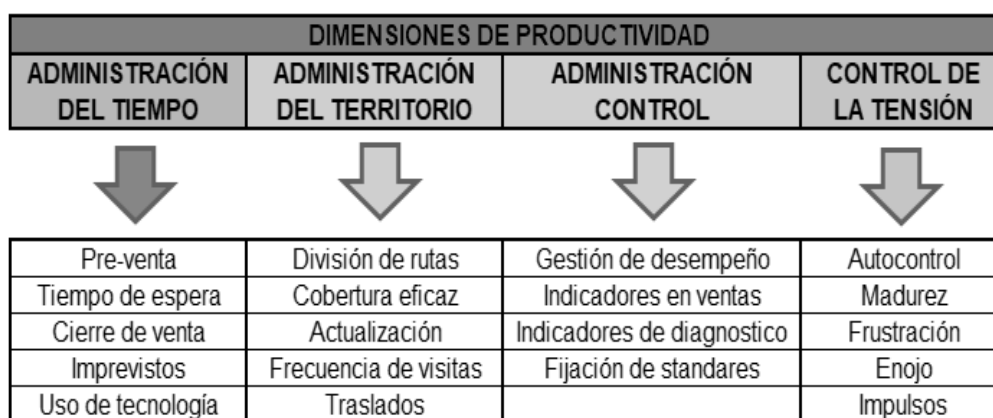 DIMENSIONES DE PRODUCTIVIDAD
ADMINISTRACIÓN DEL TIEMPO
ADMINISTRACIÓN DEL TERRITORIO
ADMINISTRACIÓN CONTROL
CONTROL DE LA TENSIÓN
Pre-venta División de rutas Gestión de desempeño Autocontrol
Tiempo de espera Cobertura eficaz Indicadores en ventas Madurez
Cierre de venta Actualización Indicadores de diagnostico Frustración
Imprevistos Frecuencia de visitas Fijación de standares Enojo
Uso de tecnología Traslados Impulsos